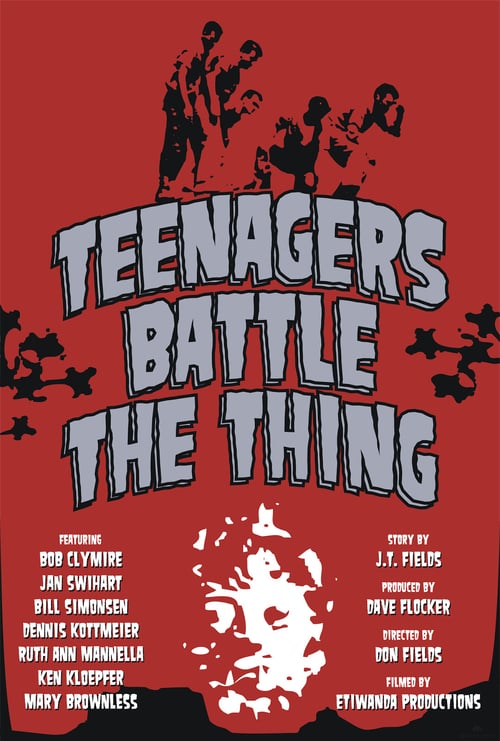 TEENAGERS
BATTLE
THE THING
FEATURING
BOB CLYMIRE
JAN SWIHART
BILL SIMONSEN
DENNIS KOTTMEIER
RUTH ANN MANNELLA
KEN KLOEPFER
MARY BROWNLESS
STORY BY
J.T. FIELDS
PRODUCED BY
DAVE FLOCKER
DIRECTED BY
DON FIELDS
FILMED BY
ETIWANDA PRODUCTIONS